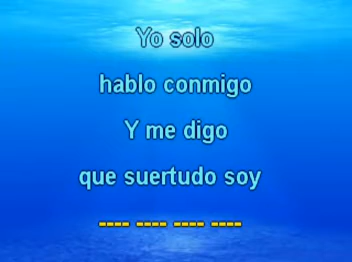 Yo solo
hablo conmigo
Y me digo
que suertudo soy
---- ---- ---- ----